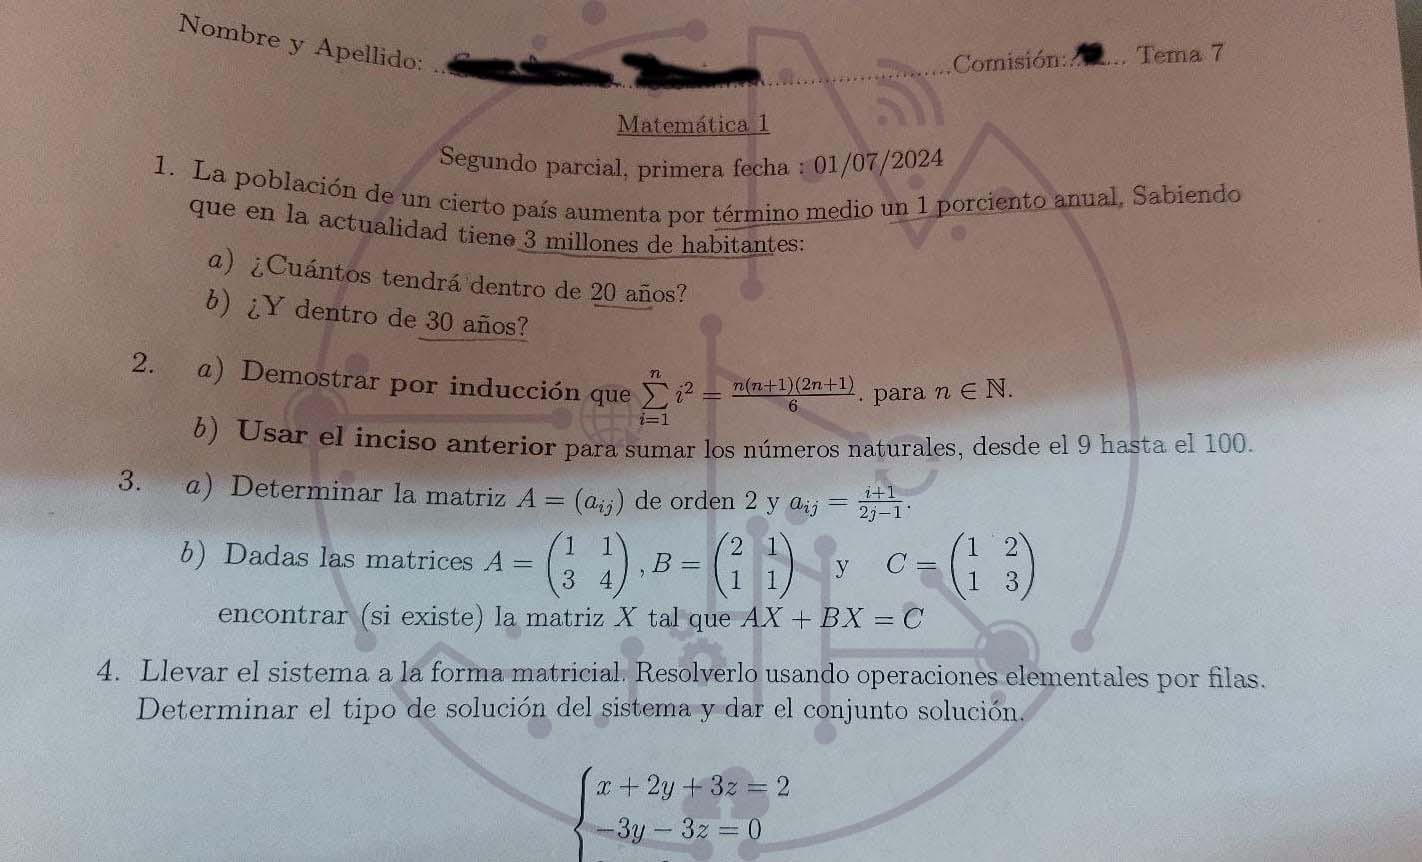 Nombre y Apellido: .................... Comisión: ...... Tema 7
Matemática 1
Segundo parcial, primera fecha : 01/07/2024
1. La población de un cierto país aumenta por término medio un 1 porciento anual, Sabiendo
que en la actualidad tiene 3 millones de habitantes:
a) ¿Cuántos tendrá dentro de 20 años?
b) ¿Y dentro de 30 años?
2. a) Demostrar por inducción que \sum_{i=1}^{n} i^2 = \frac{n(n+1)(2n+1)}{6}. para n ∈ ℕ.
b) Usar el inciso anterior para sumar los números naturales, desde el 9 hasta el 100.
3. a) Determinar la matriz A = (a_{ij}) de orden 2 y a_{ij} = \frac{i+1}{2j-1}.
b) Dadas las matrices A = \begin{pmatrix} 1 & 1 \\ 3 & 4 \end{pmatrix}, B = \begin{pmatrix} 2 & 1 \\ 1 & 1 \end{pmatrix} y C = \begin{pmatrix} 1 & 2 \\ 1 & 3 \end{pmatrix}
encontrar (si existe) la matriz X tal que AX + BX = C
4. Llevar el sistema a la forma matricial. Resolverlo usando operaciones elementales por filas.
Determinar el tipo de solución del sistema y dar el conjunto solución.
x + 2y + 3z = 2
-3y - 3z = 0